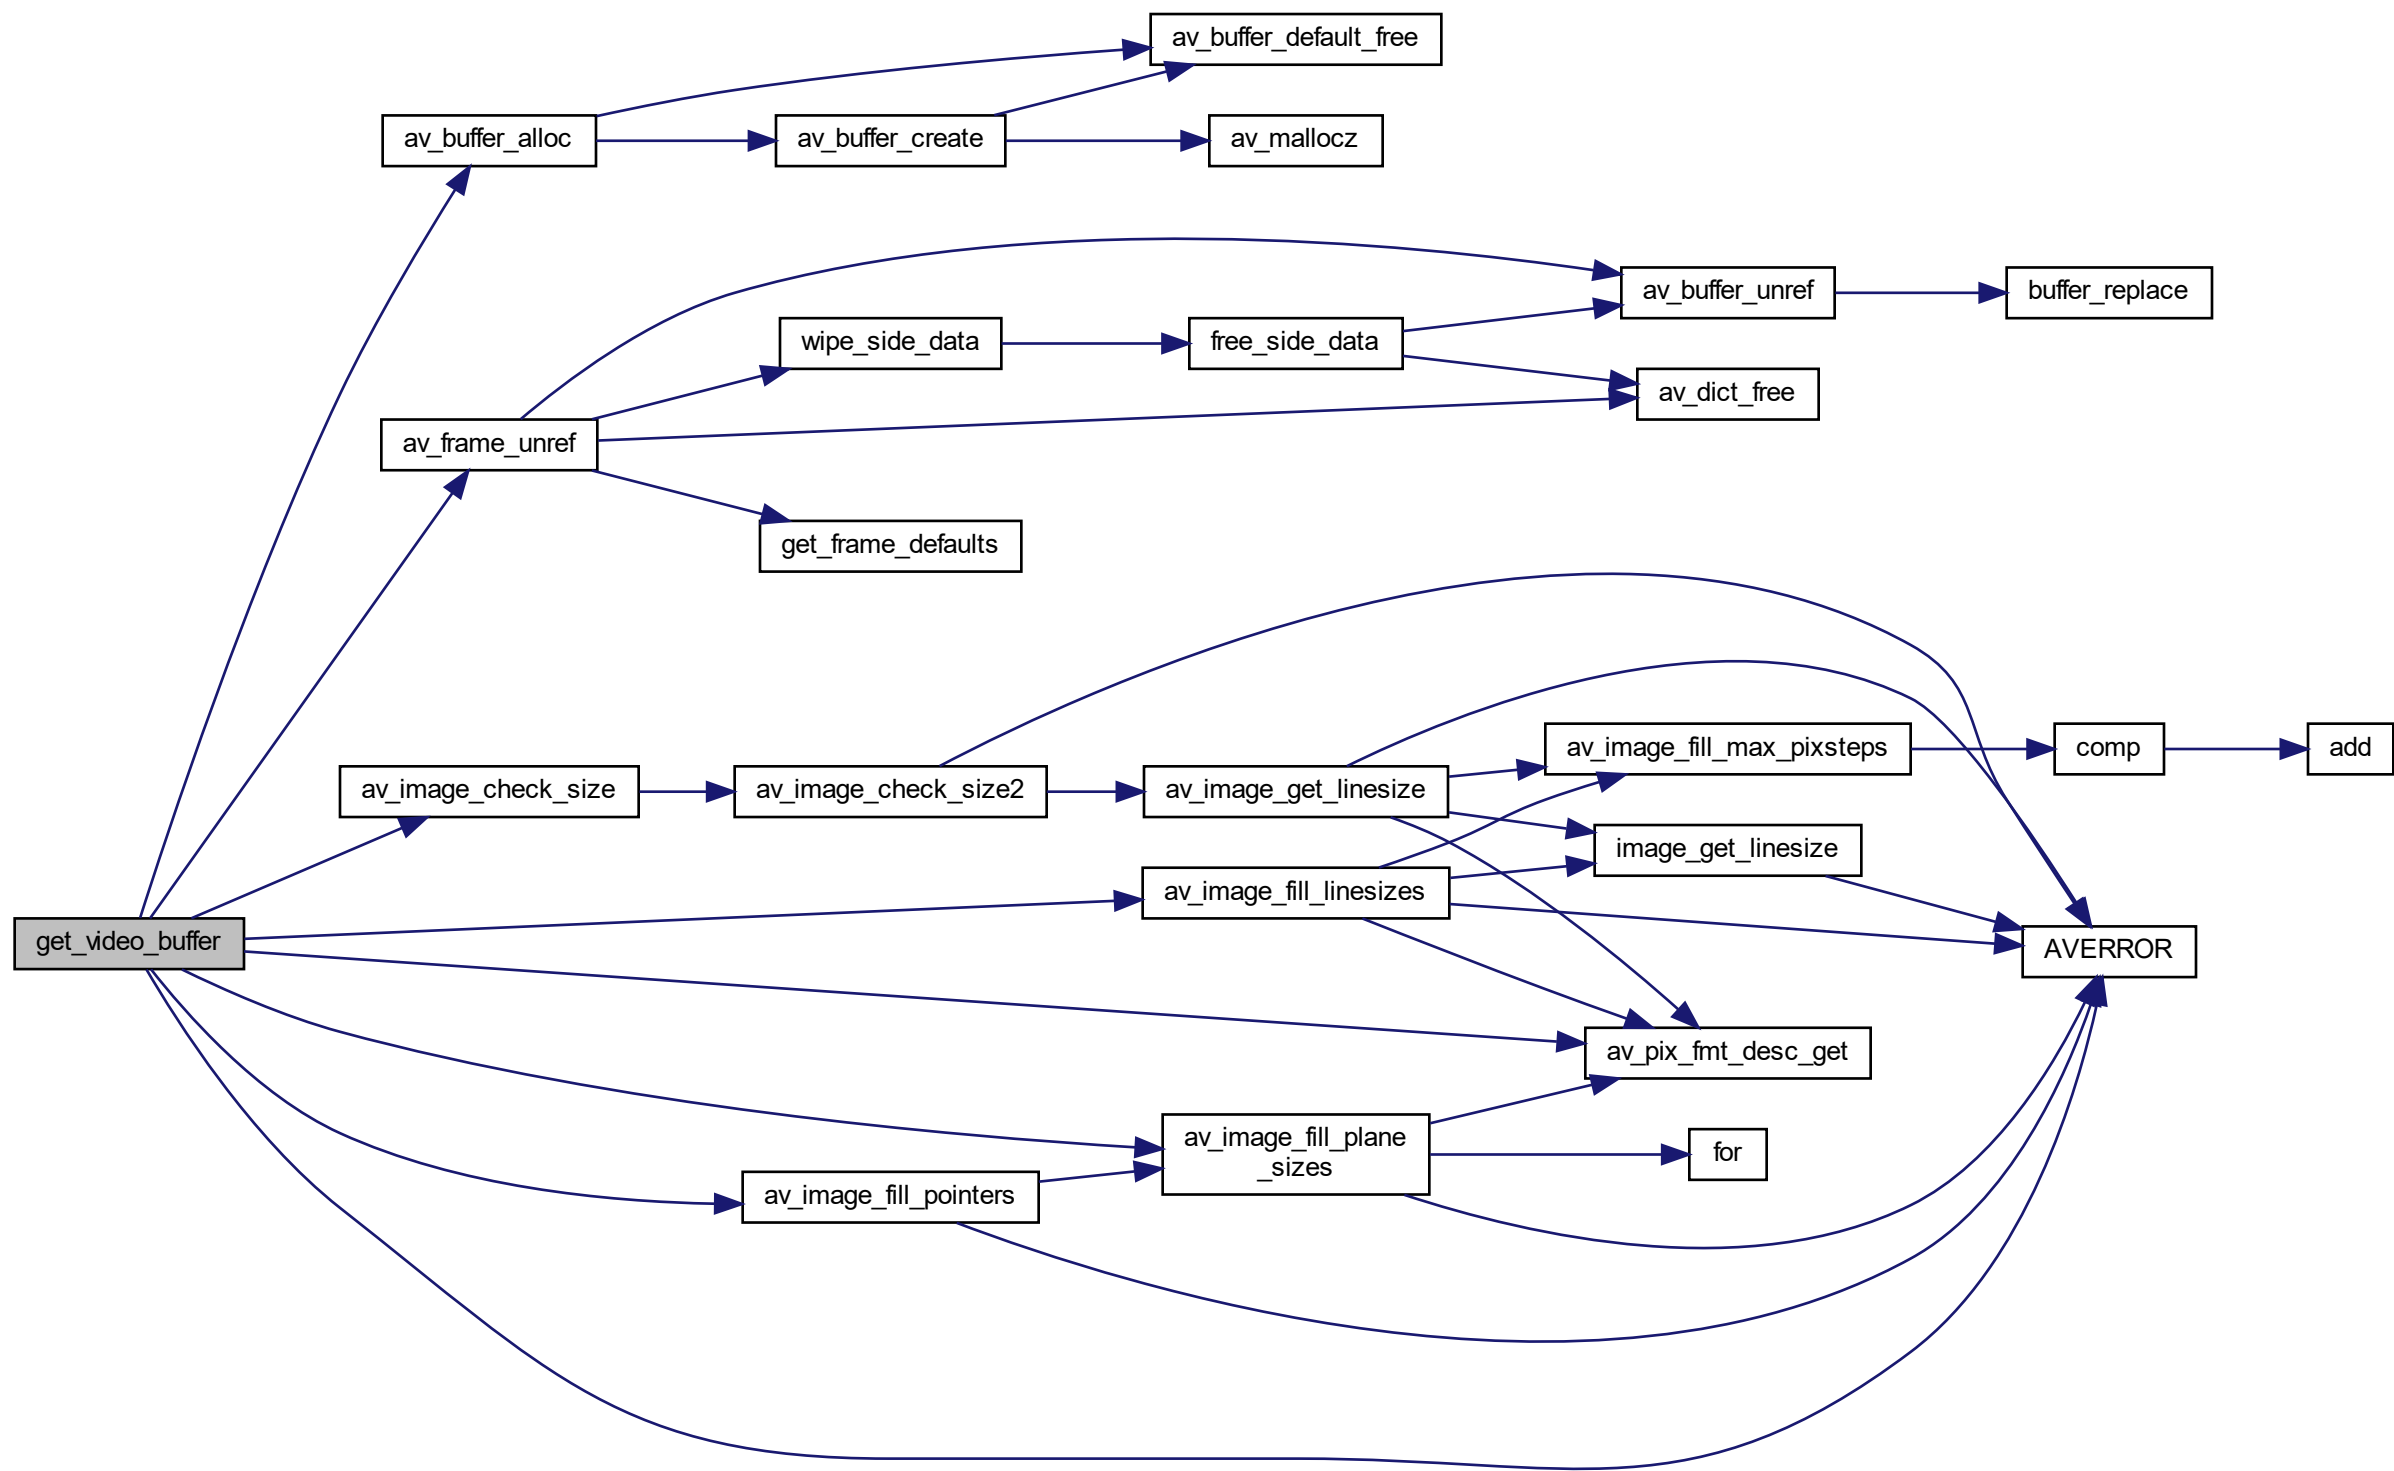 av_buffer_default_free
av_buffer_alloc
av_buffer_create
av_mallocz
av_buffer_unref
buffer_replace
wipe_side_data
free_side_data
av_dict_free
av_frame_unref
get_frame_defaults
av_image_fill_max_pixsteps
comp
add
av_image_check_size
av_image_check_size2
av_image_get_linesize
image_get_linesize
av_image_fill_linesizes
get_video_buffer
AVERROR
av_pix_fmt_desc_get
av_image_fill_plane
_sizes
for
av_image_fill_pointers